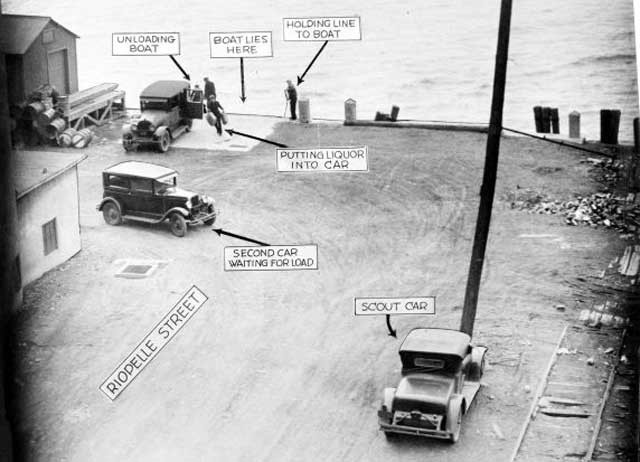 UNLOADING
BOAT
BOAT LIES
HERE
HOLDING LINE
TO BOAT
PUTTING LIQUOR
INTO CAR
SECOND CAR
WAITING FOR LOAD
SCOUT CAR
RIOPELLE STREET